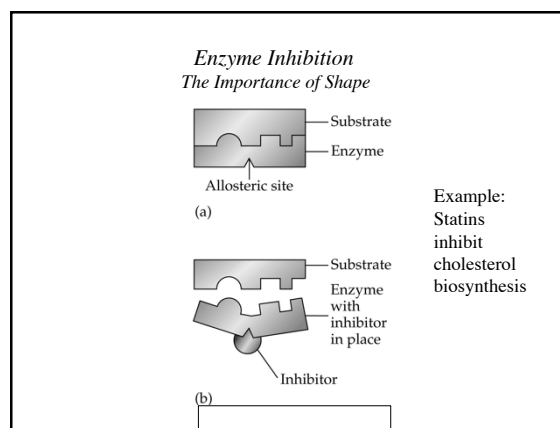 Enzyme Inhibition
The Importance of Shape
Substrate
Enzyme
Allosteric site
(a)
Example:
Statins
inhibit
cholesterol
biosynthesis
Substrate
Enzyme
with
inhibitor
in place
Inhibitor
(b)